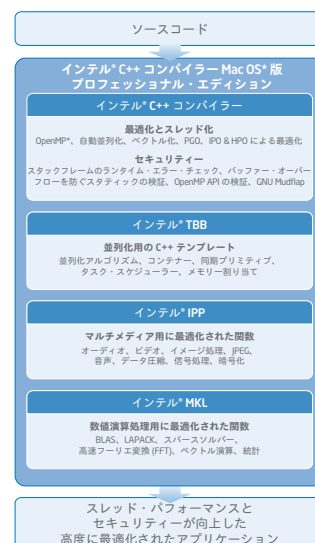 ソースコード
インテル® C++ コンパイラー Mac OS* 版
プロフェッショナル・エディション
インテル® C++ コンパイラー
最適化とスレッド化
OpenMP*、自動並列化、ベクトル化、PGO、IPO & HPO による最適化
セキュリティー
スタックフレームのランタイム・エラー・チェック、バッファー・オーバー
フローを防ぐスタティックの検証、OpenMP API の検証、GNU Mudflap
インテル® TBB
並列化用の C++ テンプレート
並列化アルゴリズム、コンテナー、同期プリミティブ、
タスク・スケジューラー、メモリー割り当て
インテル® IPP
マルチメディア用に最適化された関数
オーディオ、ビデオ、イメージ処理、JPEG、
音声、データ圧縮、信号処理、暗号化
インテル® MKL
数値演算処理用に最適化された関数
BLAS、LAPACK、スパースソルバー、
高速フーリエ変換 (FFT)、ベクトル演算、統計
スレッド・パフォーマンスと
セキュリティーが向上した
高度に最適化されたアプリケーション